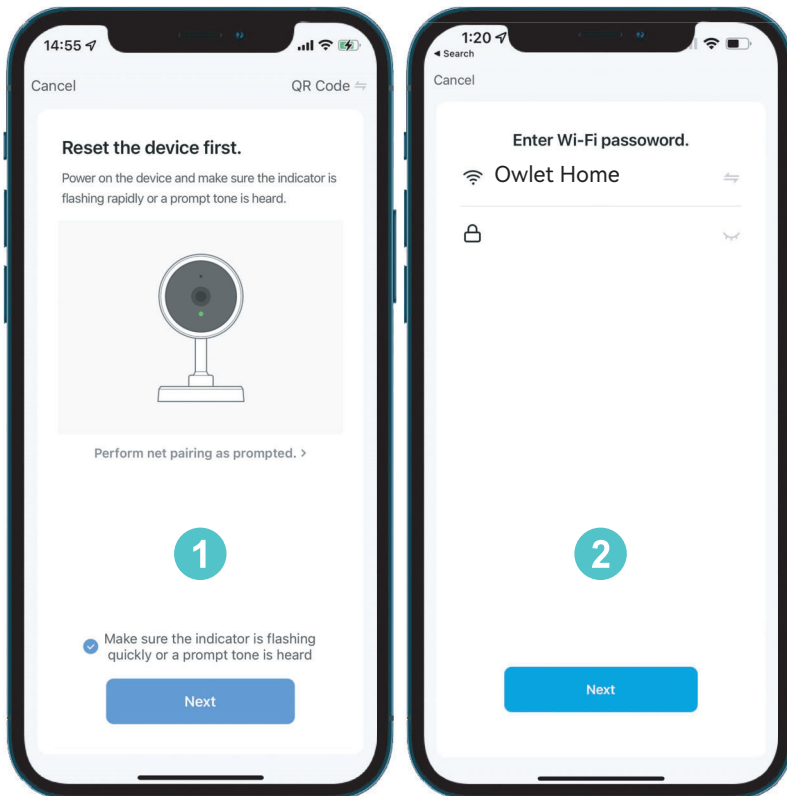 14:55
Cancel
QR Code
Reset the device first.
Power on the device and make sure the indicator is
flashing rapidly or a prompt tone is heard.
Perform net pairing as prompted. >
1
Make sure the indicator is flashing
quickly or a prompt tone is heard
Next
1:20
◀ Search
Cancel
Enter Wi-Fi passoword.
Owlet Home
2
Next